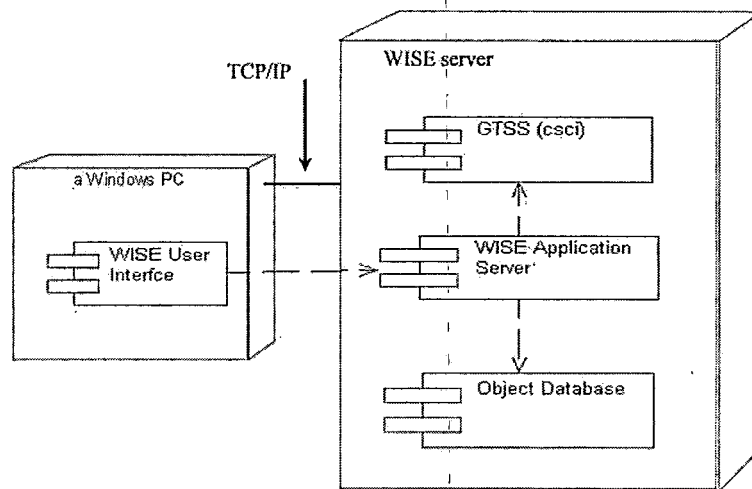 WISE server
TCP/IP
GTSS (csci)
a Windows PC
WISE User
Interfce
WISE Application
Server
Object Database